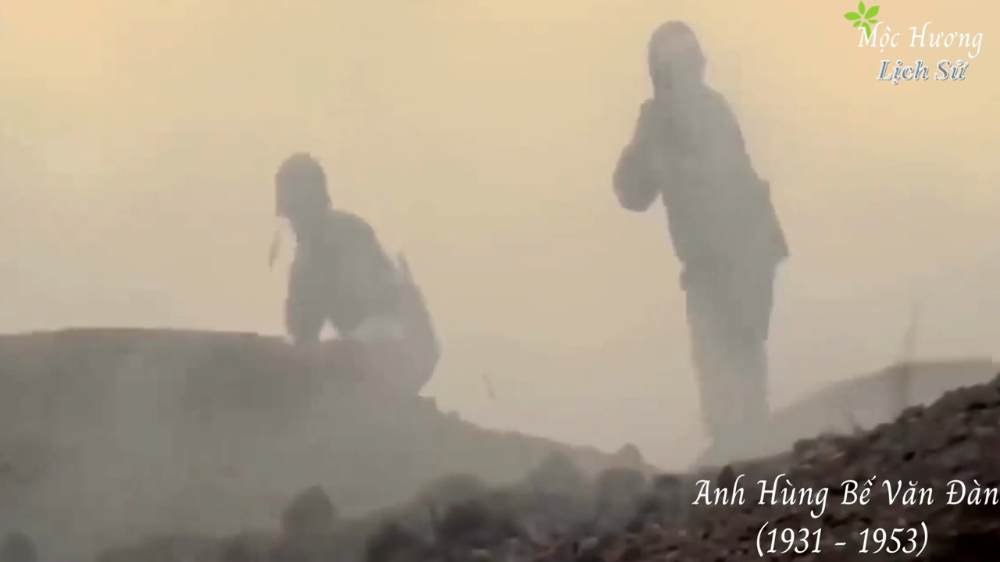 Mộc Hương
Lịch Sử
Anh Hùng Bế Văn Đàn
(1931 - 1953)